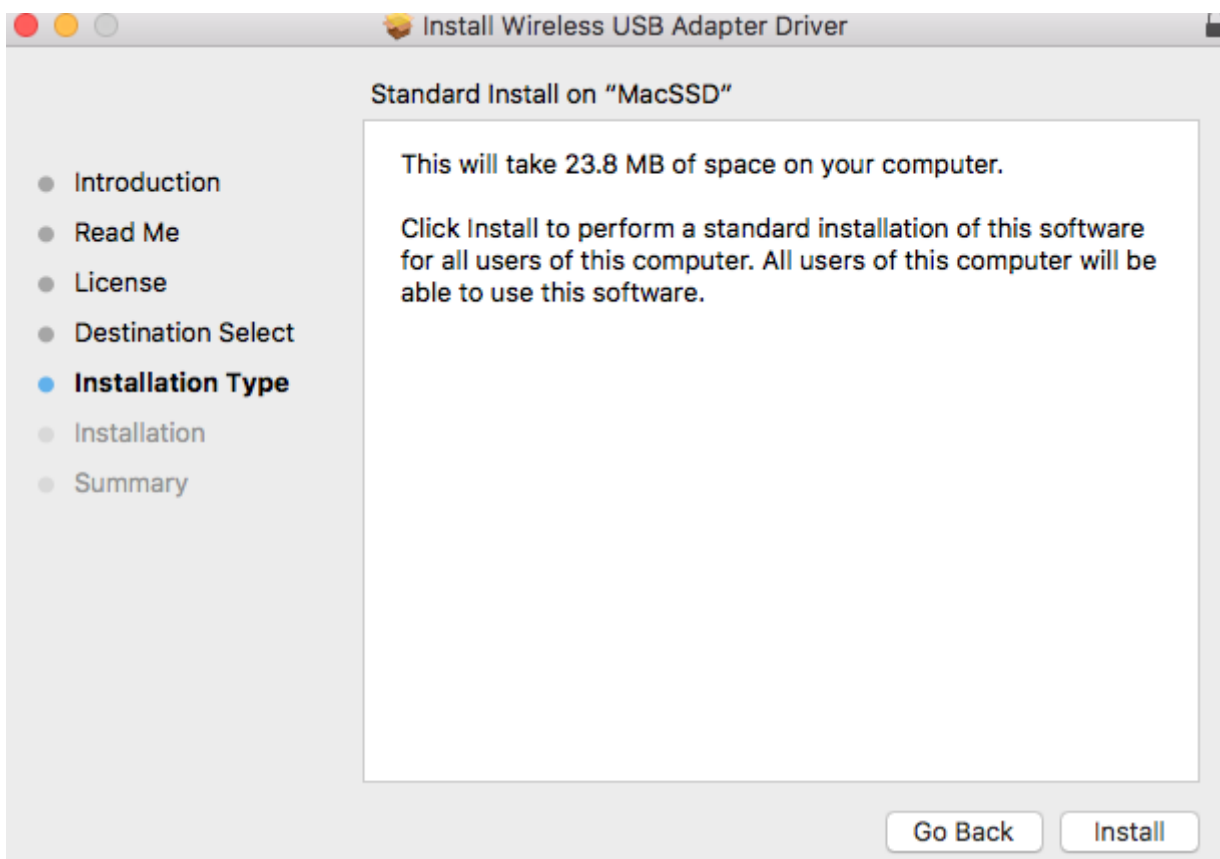 Install Wireless USB Adapter Driver
Standard Install on “MacSSD”
Introduction
Read Me
License
Destination Select
Installation Type
Installation
Summary
This will take 23.8 MB of space on your computer.
Click Install to perform a standard installation of this software
for all users of this computer. All users of this computer will be
able to use this software.
Go Back
Install